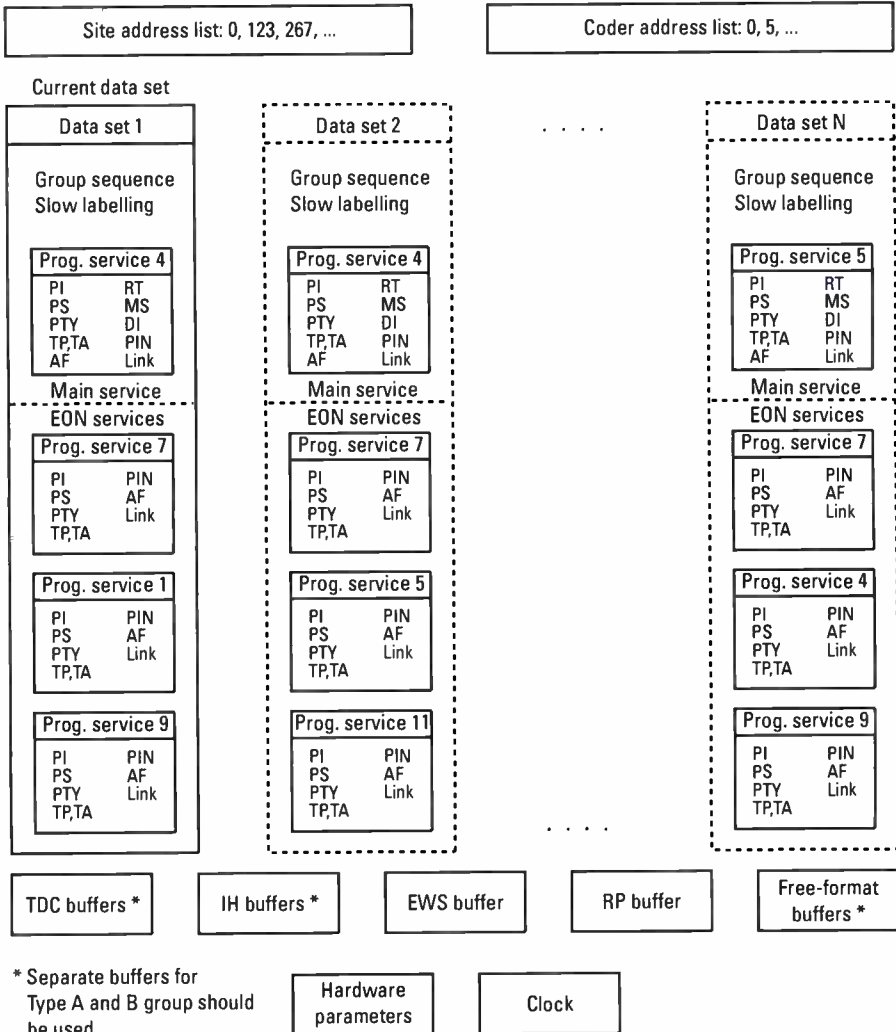 Site address list: 0, 123, 267, ...
Coder address list: 0, 5, ...
Current data set
Data set 1
Group sequence
Slow labelling
Prog. service 4
PI RT
PS MS
PTY DI
TP,TA PIN
AF Link
Main service
EON services
Prog. service 7
PI PIN
PS AF
PTY Link
TP,TA
Prog. service 1
PI PIN
PS AF
PTY Link
TP,TA
Prog. service 9
PI PIN
PS AF
PTY Link
TP,TA
Data set 2
Group sequence
Slow labelling
Prog. service 4
PI RT
PS MS
PTY DI
TP,TA PIN
AF Link
Main service
EON services
Prog. service 7
PI PIN
PS AF
PTY Link
TP,TA
Prog. service 5
PI PIN
PS AF
PTY Link
TP,TA
Prog. service 11
PI PIN
PS AF
PTY Link
TP,TA
. . . .
. . . .
Data set N
Group sequence
Slow labelling
Prog. service 5
PI RT
PS MS
PTY DI
TP,TA PIN
AF Link
Main service
EON services
Prog. service 7
PI PIN
PS AF
PTY Link
TP,TA
Prog. service 4
PI PIN
PS AF
PTY Link
TP,TA
Prog. service 9
PI PIN
PS AF
PTY Link
TP,TA
TDC buffers *
IH buffers *
EWS buffer
RP buffer
Free-format
buffers *
* Separate buffers for
Type A and B group should
be used
Hardware
parameters
Clock